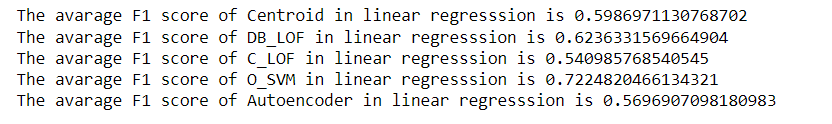 The avarage F1 score of Centroid in linear regresssion is 0.5986971130768702
The avarage F1 score of DB_LOF in linear regresssion is 0.6236331569664904
The avarage F1 score of C_LOF in linear regresssion is 0.540985768540545
The avarage F1 score of O_SVM in linear regresssion is 0.7224820466134321
The avarage F1 score of Autoencoder in linear regresssion is 0.5696907098180983